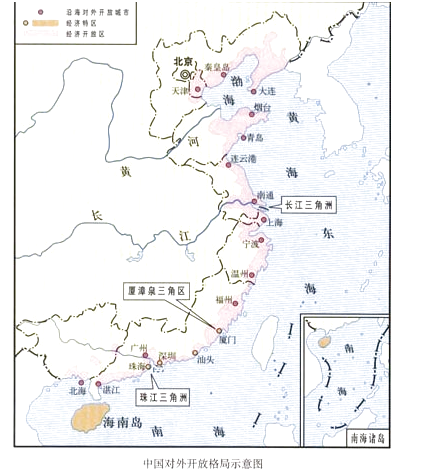 沿海对外开放城市
经济特区
经济开放区
北京
秦皇岛
渤
天津
大连
海
烟台
黄
河
青岛
连云港
黄
海
南通
长江三角洲
长
江
上海
东
宁波
温州
海
厦漳泉三角区
福州
厦门
广州
深圳
汕头
珠海
北海
湛江
珠江三角洲
海南岛
南
海
南
海
南海诸岛
中国对外开放格局示意图